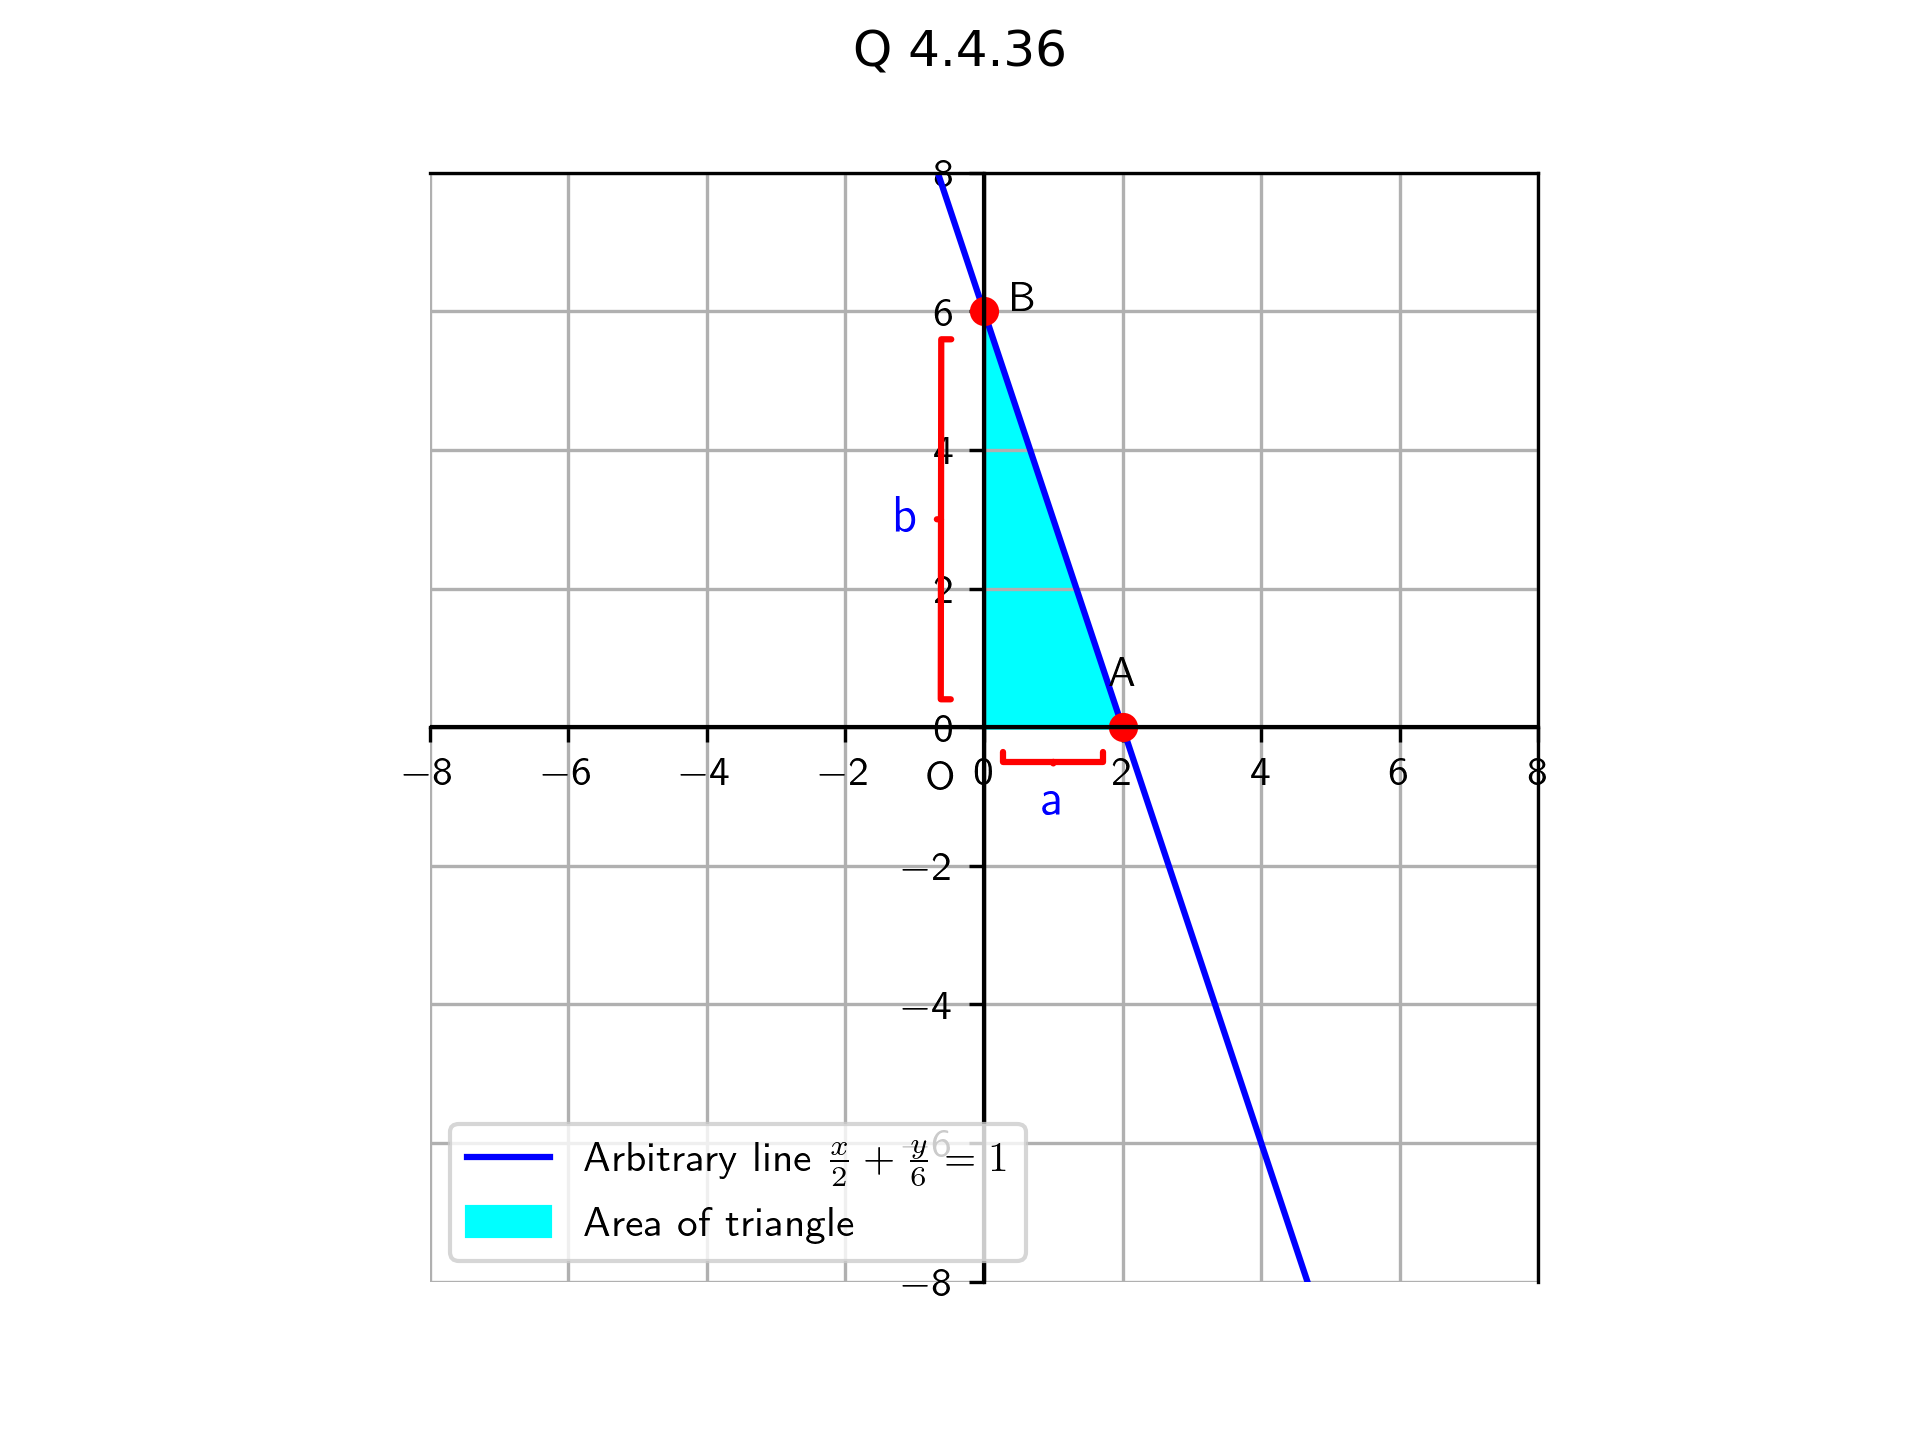 Q 4.4.36
8
B
6
4
b
2
A
0
−8 −6 −4 −2 O 0 2 4 6 8
a
−2
−4
−6
Arbitrary line x/2 + y/6 = 1
Area of triangle
−8